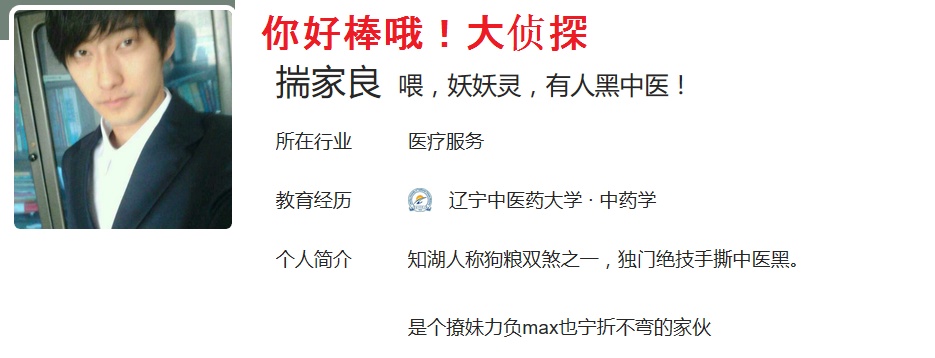 你好棒哦！大侦探
揣家良 喂，妖妖灵，有人黑中医！
所在行业 医疗服务
教育经历 辽宁中医药大学 · 中药学
个人简介 知湖人称狗粮双煞之一，独门绝技手撕中医黑。
是个撩妹力负max也宁折不弯的家伙